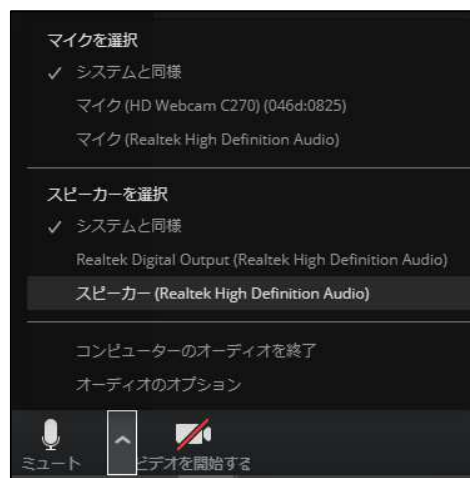 マイクを選択
✓ システムと同様
マイク (HD Webcam C270) (046d:0825)
マイク (Realtek High Definition Audio)
スピーカーを選択
✓ システムと同様
Realtek Digital Output (Realtek High Definition Audio)
スピーカー (Realtek High Definition Audio)
コンピューターのオーディオを終了
オーディオのオプション
ミュート ビデオを開始する